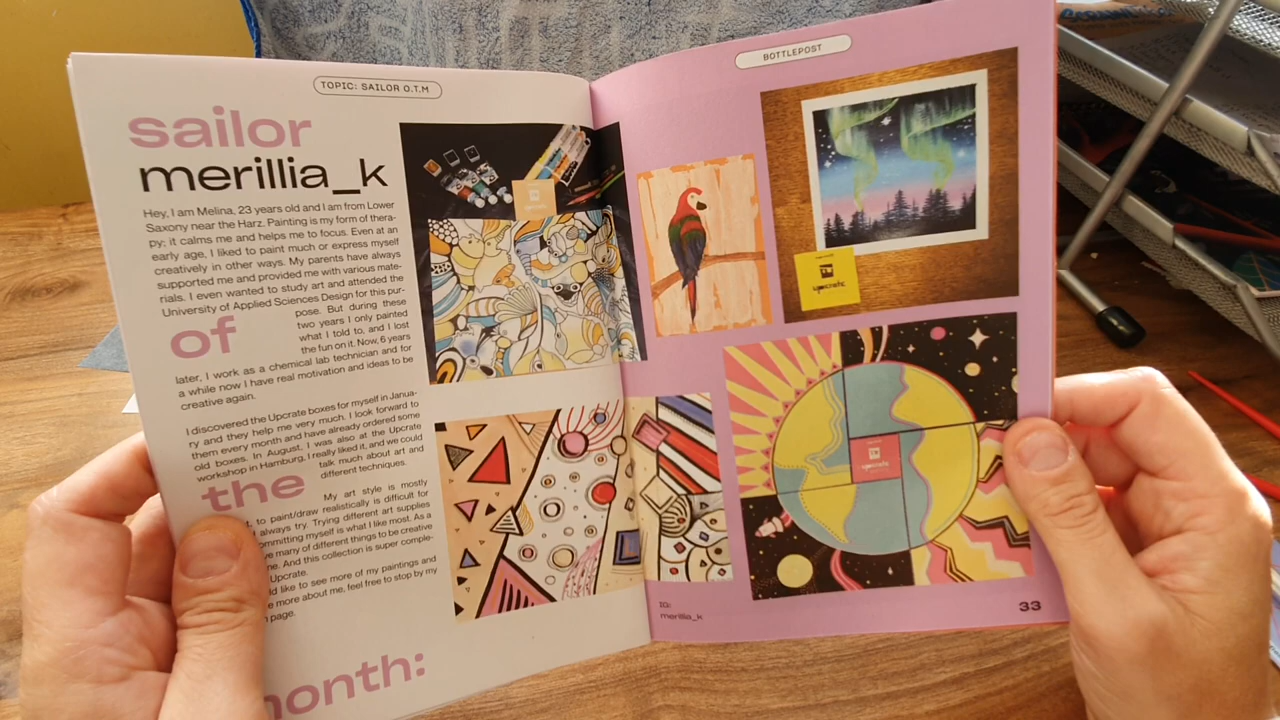 TOPIC: SAILOR O.T.M
sailor
merillia_k
Hey, I am Melina, 23 years old and I am from Lower
Saxony near the Harz. Painting is my form of thera-
py; it calms me and helps me to focus. Even at an
early age, I liked to paint much or express myself
creatively in other ways. My parents have always
supported me and provided me with various mate-
rials. I even wanted to study art and attended the
University of Applied Sciences Design for this pur-
pose. But during these
two years I only painted
what I told to, and I lost
the fun on it. Now, 6 years
of
later, I work as a chemical lab technician and for
a while now I have real motivation and ideas to be
creative again.
I discovered the Upcrate boxes for myself in Janua-
ry and they help me very much. I look forward to
them every month and have already ordered some
old boxes. In August, I was also at the Upcrate
workshop in Hamburg, I really liked it, and we could
talk much about art and
different techniques.
the
My art style is mostly
to paint/draw realistically is difficult for
I always try. Trying different art supplies
ommitting myself is what I like most. As a
many of different things to be creative
And this collection is super comple-
Upcrate.
like to see more of my paintings and
more about me, feel free to stop by my
page.
month:
BOTTLEPOST
upcrate
upcrate
IG:
merillia_k
33